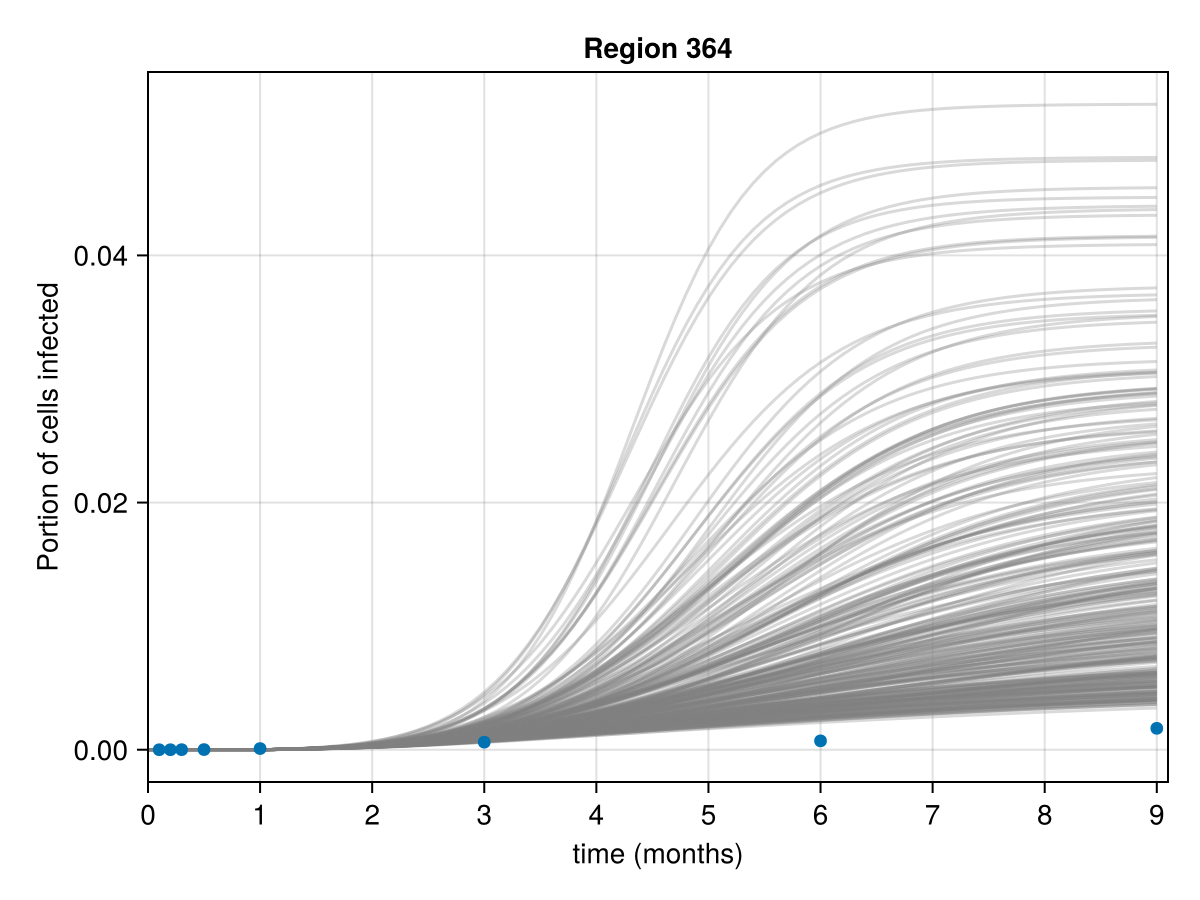 Region 364
Portion of cells infected
0.04
0.02
0.00
0 1 2 3 4 5 6 7 8 9
time (months)